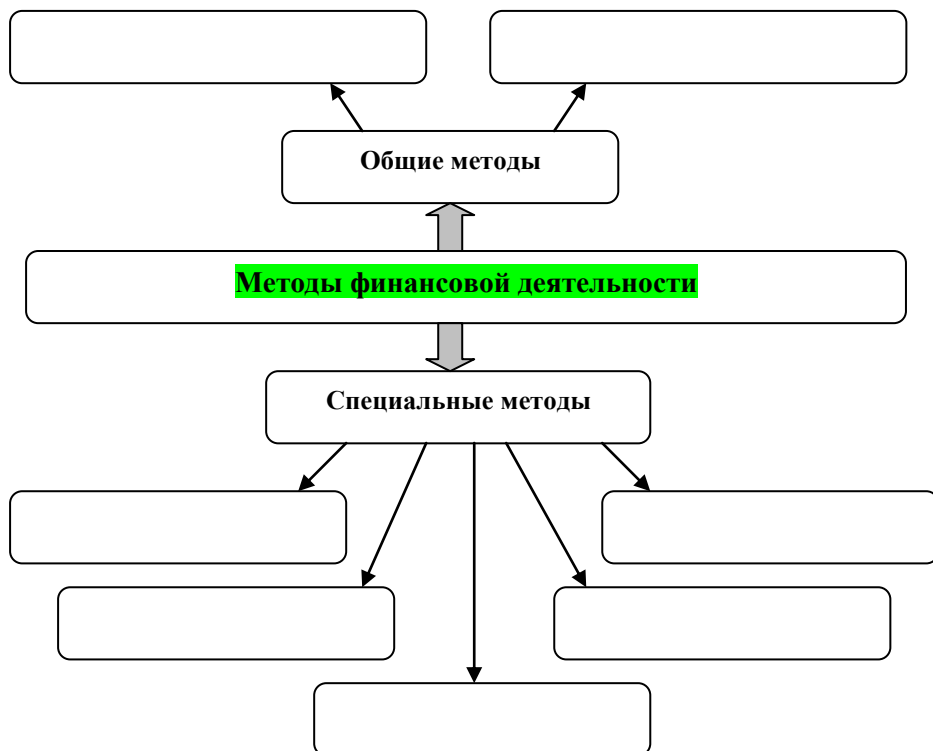 Общие методы
Методы финансовой деятельности
Специальные методы